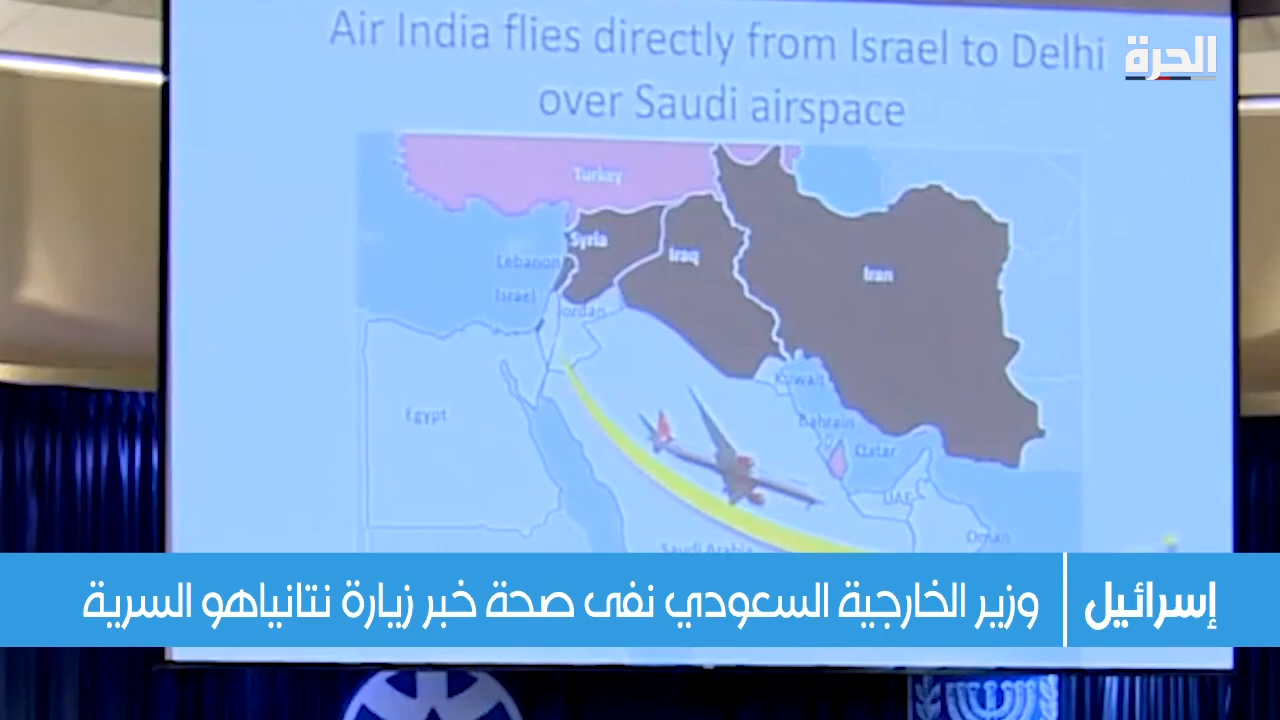 Air India flies directly from Israel to Delhi
over Saudi airspace
الحرة
Turkey
Syria
Iraq
Iran
Lebanon
Israel
Jordan
Kuwait
Egypt
Bahrain
Qatar
UAE
Oman
Saudi Arabia
إسرائيل
وزير الخارجية السعودي نفى صحة خبر زيارة نتانياهو السرية